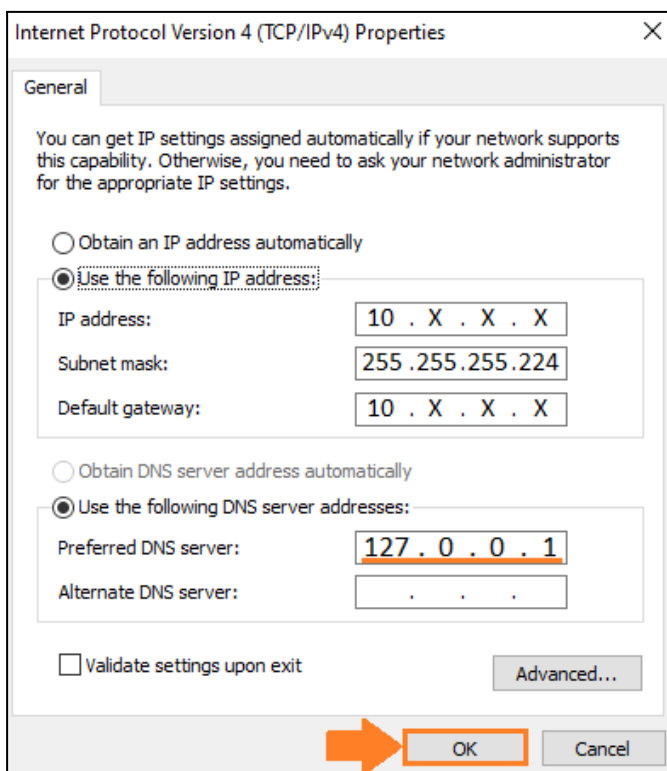 Internet Protocol Version 4 (TCP/IPv4) Properties
General
You can get IP settings assigned automatically if your network supports
this capability. Otherwise, you need to ask your network administrator
for the appropriate IP settings.
Obtain an IP address automatically
Use the following IP address:
IP address: 10 . X . X . X
Subnet mask: 255 .255.255.224
Default gateway: 10 . X . X . X
Obtain DNS server address automatically
Use the following DNS server addresses:
Preferred DNS server: 127 . 0 . 0 . 1
Alternate DNS server: . . .
Validate settings upon exit
Advanced...
OK Cancel